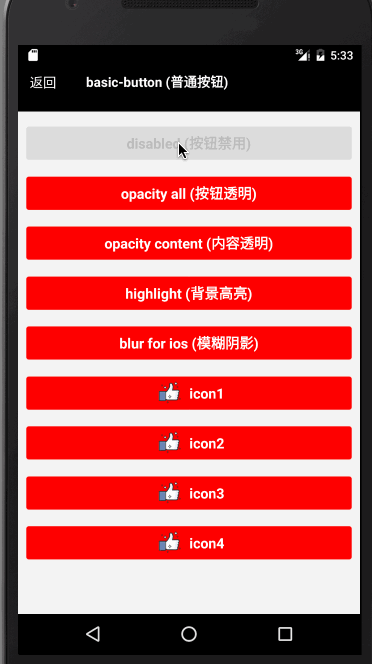 3G 5:33
返回 basic-button (普通按钮)
disabled (按钮禁用)
opacity all (按钮透明)
opacity content (内容透明)
highlight (背景高亮)
blur for ios (模糊阴影)
icon1
icon2
icon3
icon4